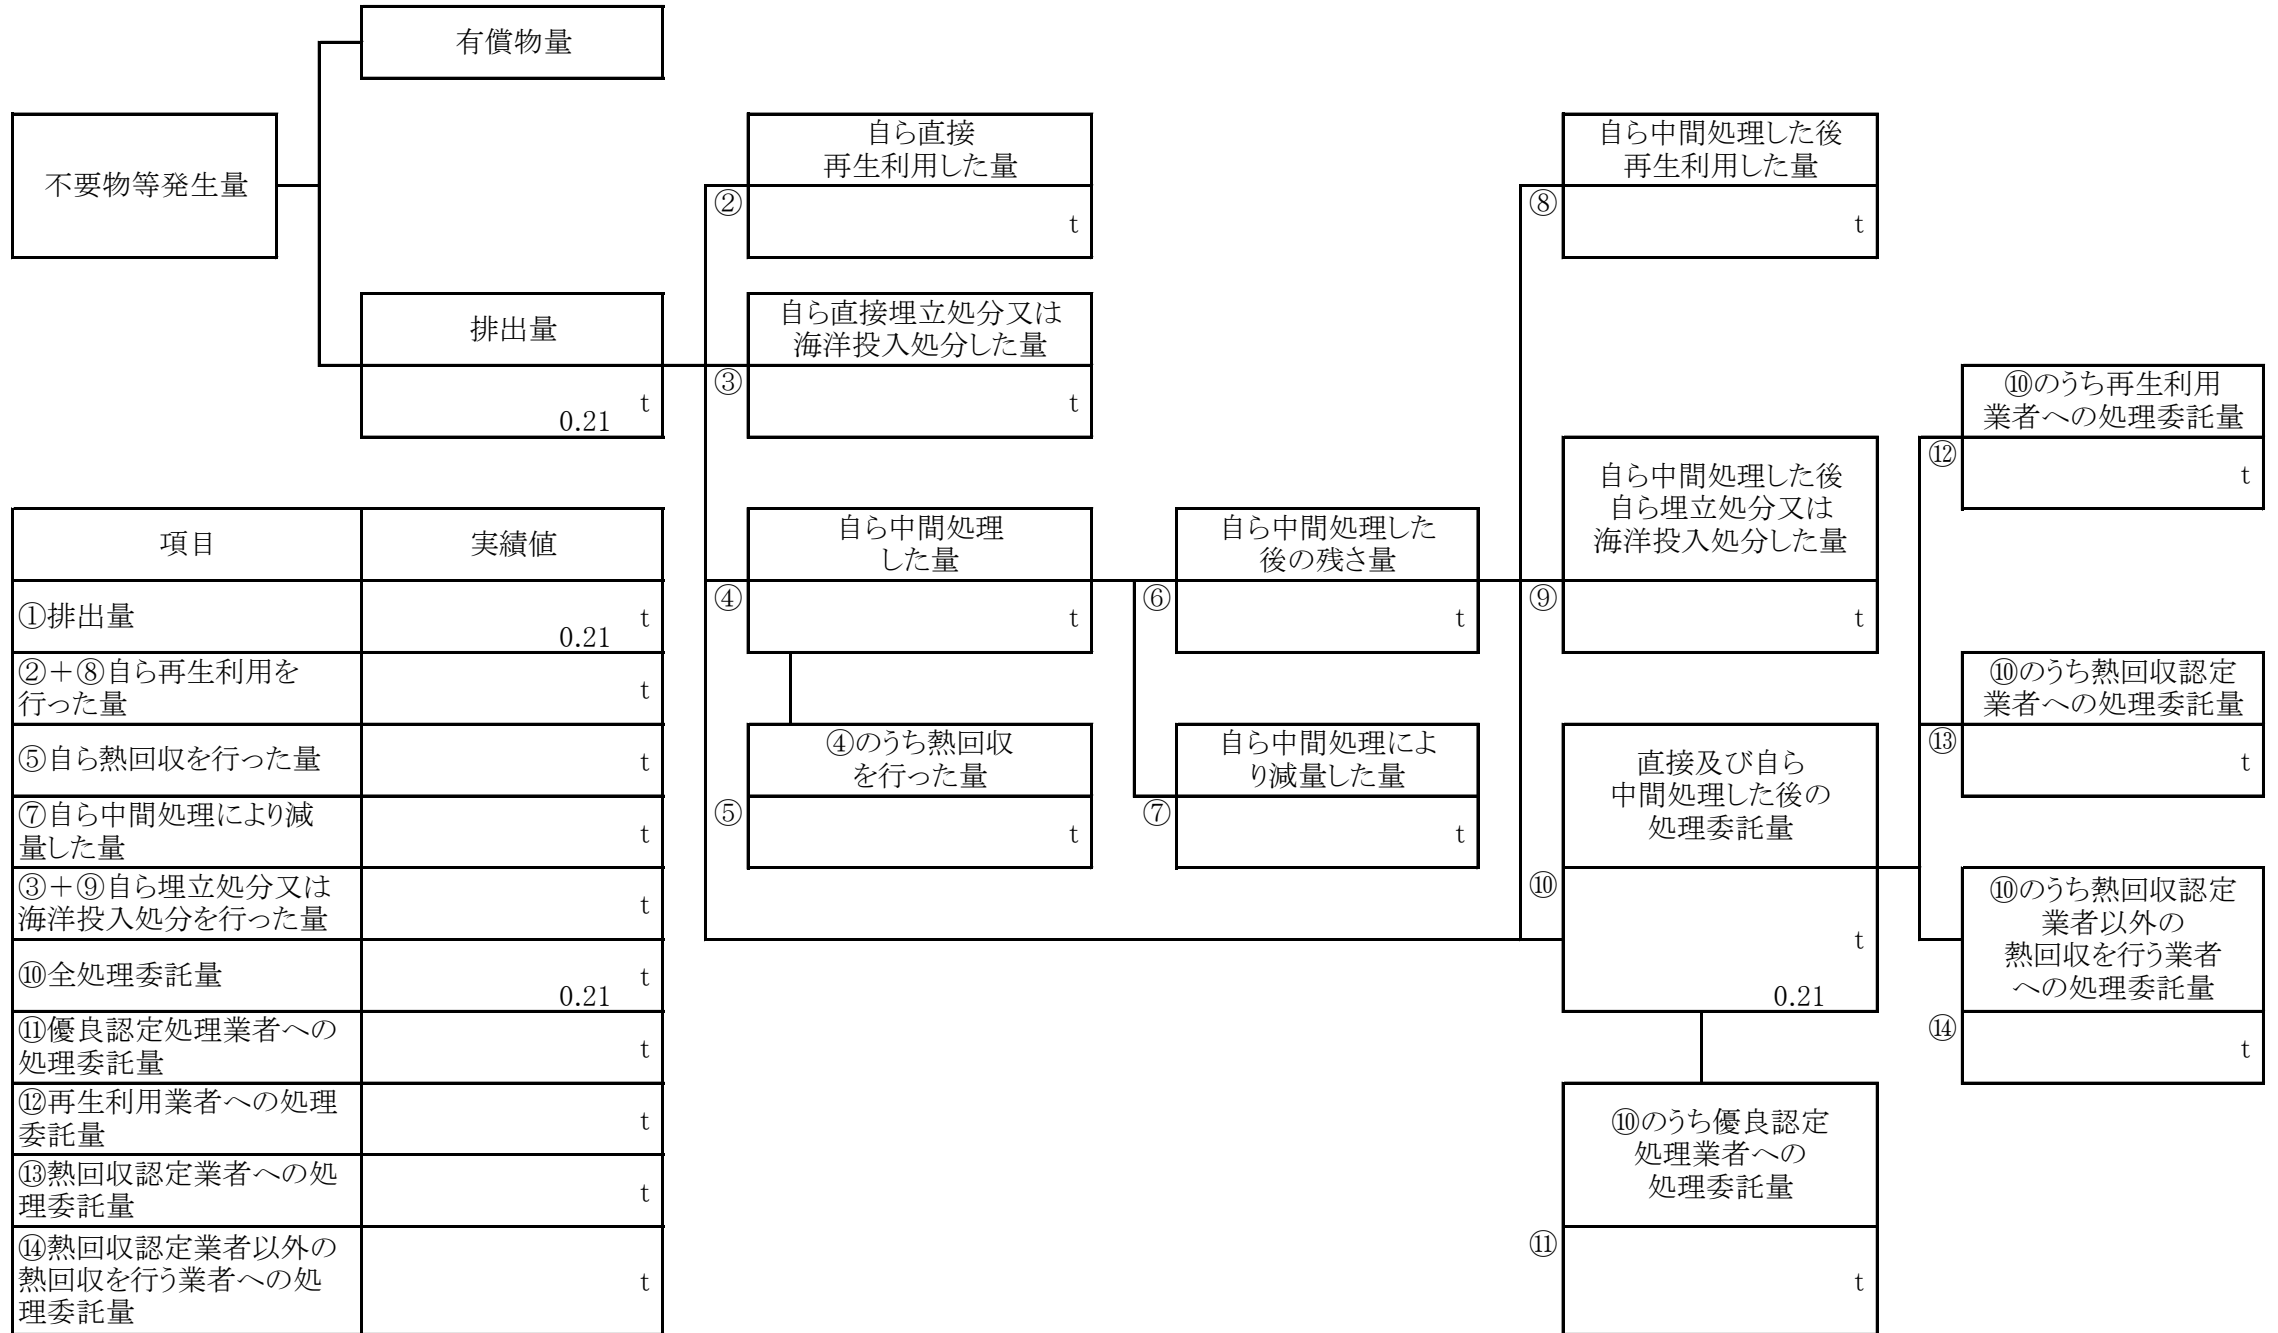 有償物量
不要物等発生量
排出量
t
0.21
自ら直接
再生利用した量
②
t
自ら直接埋立処分又は
海洋投入処分した量
③
t
自ら中間処理
した量
④
t
④のうち熱回収
を行った量
⑤
t
自ら中間処理した
後の残さ量
⑥
t
自ら中間処理によ
り減量した量
⑦
t
自ら中間処理した後
再生利用した量
⑧
t
自ら中間処理した後
自ら埋立処分又は
海洋投入処分した量
⑨
t
直接及び自ら
中間処理した後の
処理委託量
⑩
t
0.21
⑩のうち優良認定
処理業者への
処理委託量
⑪
t
⑩のうち再生利用
業者への処理委託量
⑫
t
⑩のうち熱回収認定
業者への処理委託量
⑬
t
⑩のうち熱回収認定
業者以外の
熱回収を行う業者
への処理委託量
⑭
t
項目 実績値
①排出量 t
0.21
②＋⑧自ら再生利用を
行った量 t
⑤自ら熱回収を行った量 t
⑦自ら中間処理により減
量した量 t
③＋⑨自ら埋立処分又は
海洋投入処分を行った量 t
⑩全処理委託量 t
0.21
⑪優良認定処理業者への
処理委託量 t
⑫再生利用業者への処理
委託量 t
⑬熱回収認定業者への処
理委託量 t
⑭熱回収認定業者以外の
熱回収を行う業者への処 t
理委託量